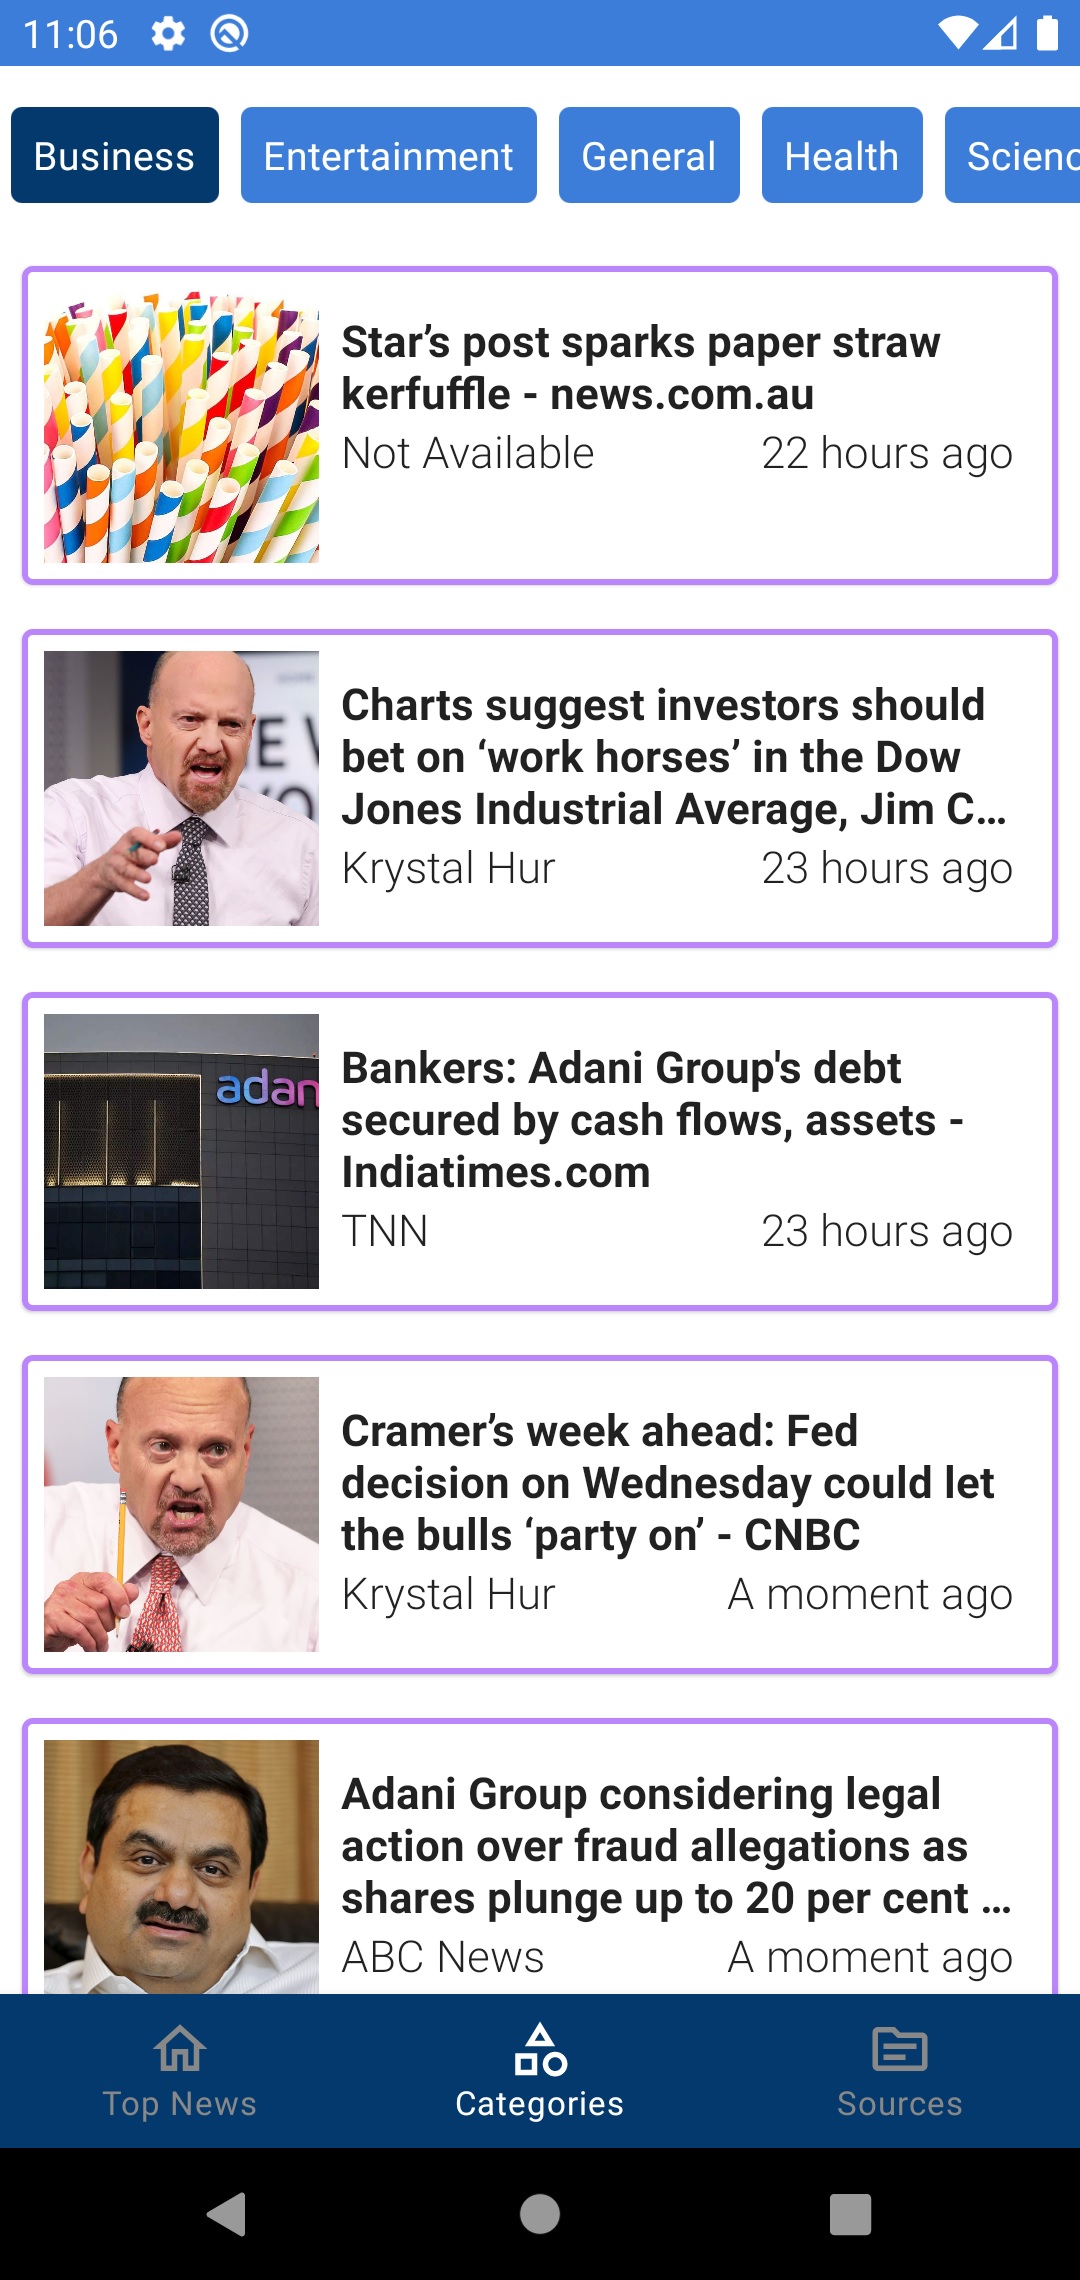 11:06
Business
Entertainment
General
Health
Scienc
Star’s post sparks paper straw
kerfuffle - news.com.au
Not Available
22 hours ago
Charts suggest investors should
bet on ‘work horses’ in the Dow
Jones Industrial Average, Jim C...
Krystal Hur
23 hours ago
adan
Bankers: Adani Group's debt
secured by cash flows, assets -
Indiatimes.com
TNN
23 hours ago
Cramer’s week ahead: Fed
decision on Wednesday could let
the bulls ‘party on’ - CNBC
Krystal Hur
A moment ago
Adani Group considering legal
action over fraud allegations as
shares plunge up to 20 per cent ...
ABC News
A moment ago
Top News
Categories
Sources